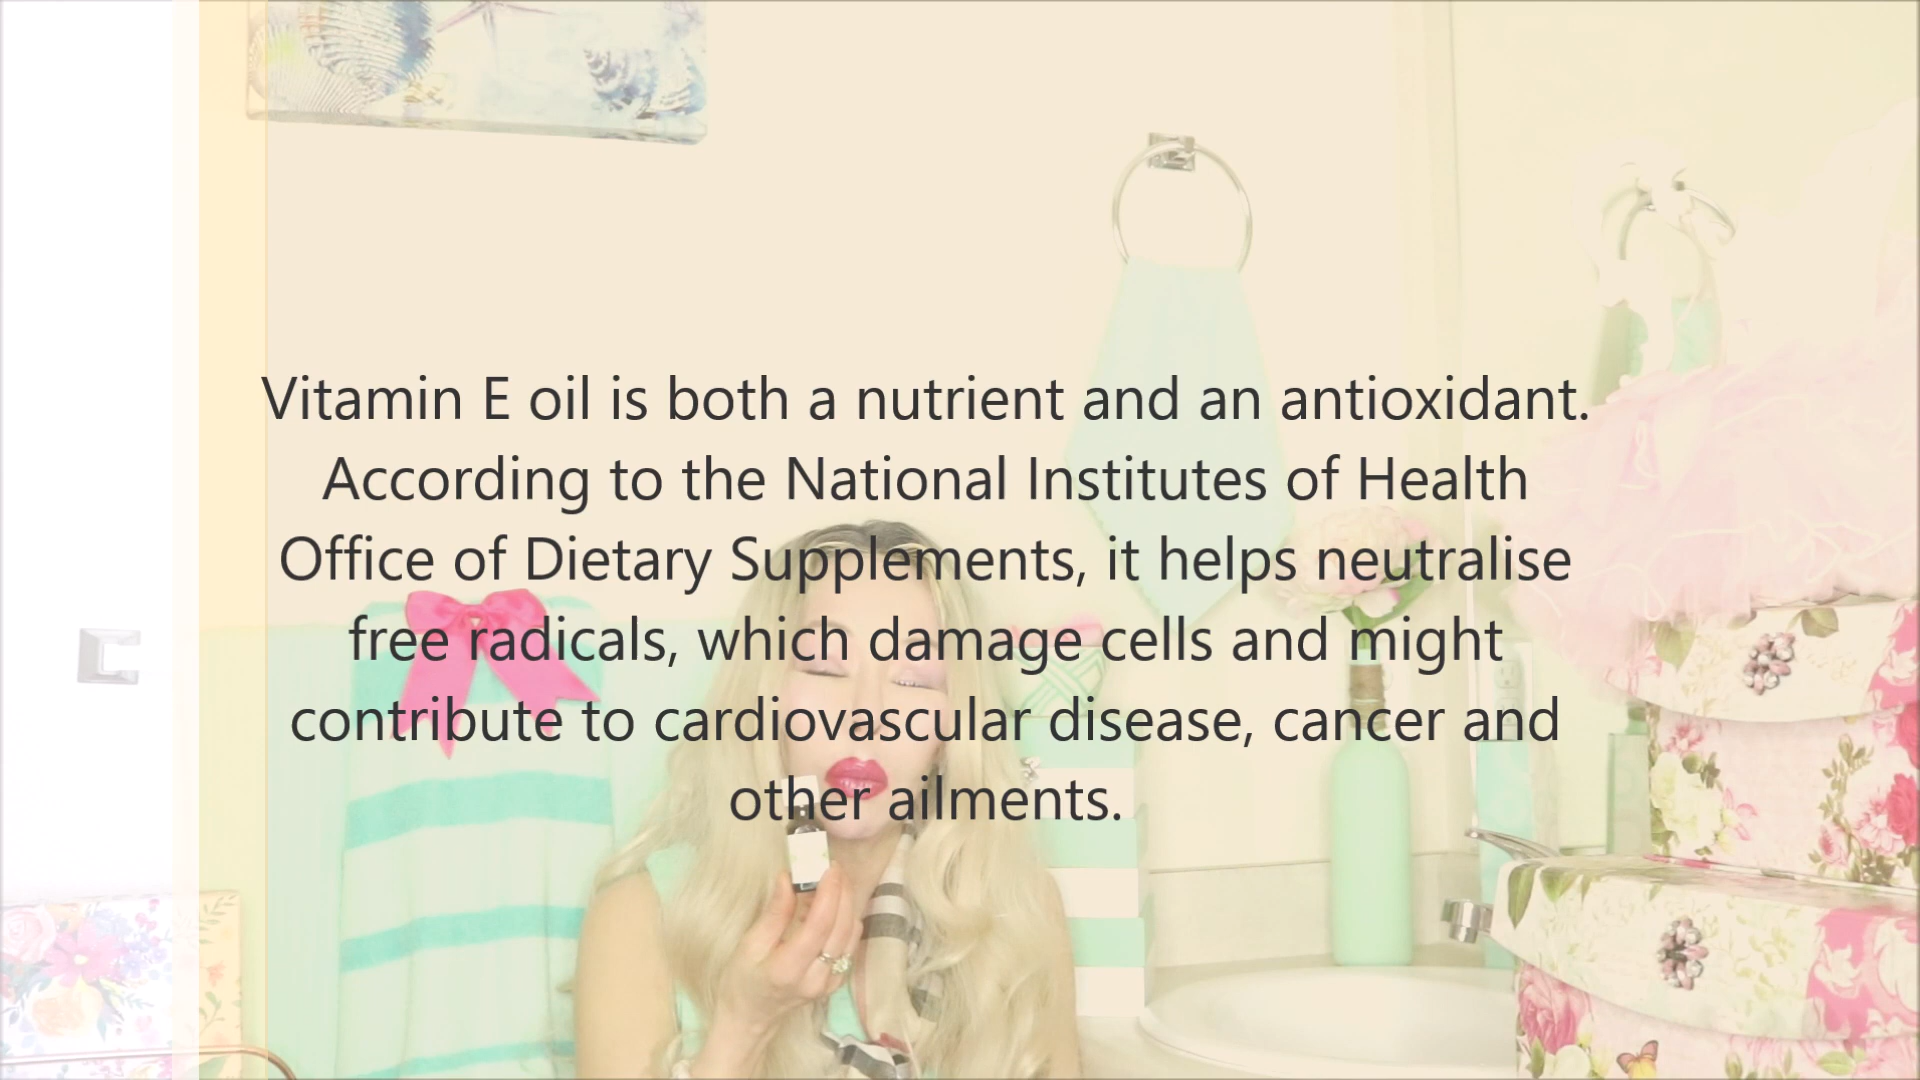 Vitamin E oil is both a nutrient and an antioxidant.
According to the National Institutes of Health
Office of Dietary Supplements, it helps neutralise
free radicals, which damage cells and might
contribute to cardiovascular disease, cancer and
other ailments.